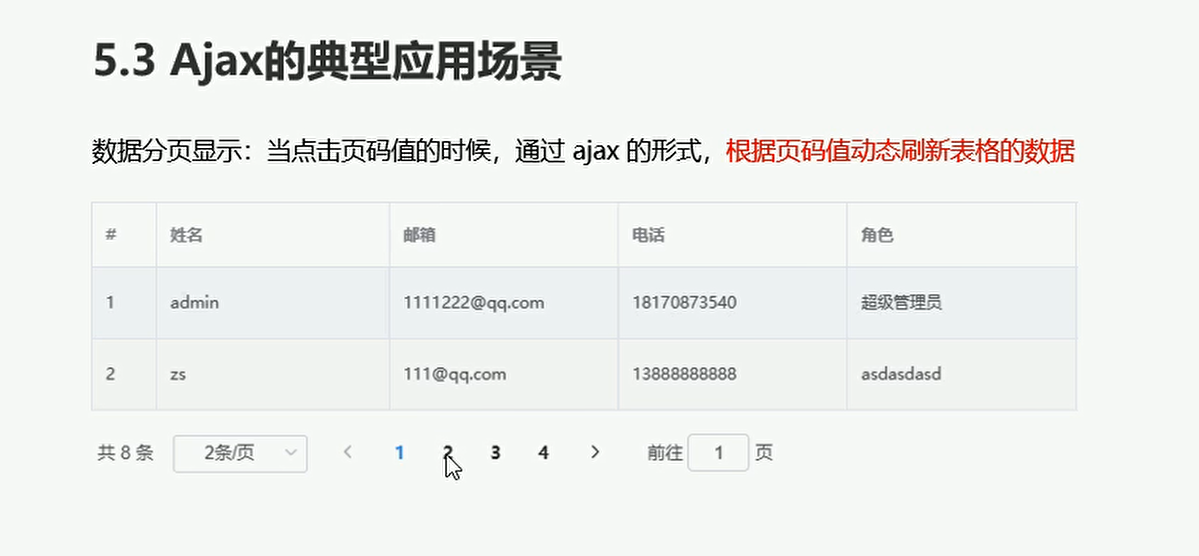 5.3 Ajax的典型应用场景
数据分页显示：当点击页码值的时候，通过 ajax 的形式，根据页码值动态刷新表格的数据
# 姓名 邮箱 电话 角色
1 admin 1111222@qq.com 18170873540 超级管理员
2 zs 111@qq.com 13888888888 asdasdasd
共 8 条 2条/页 1 2 3 4 前往 1 页